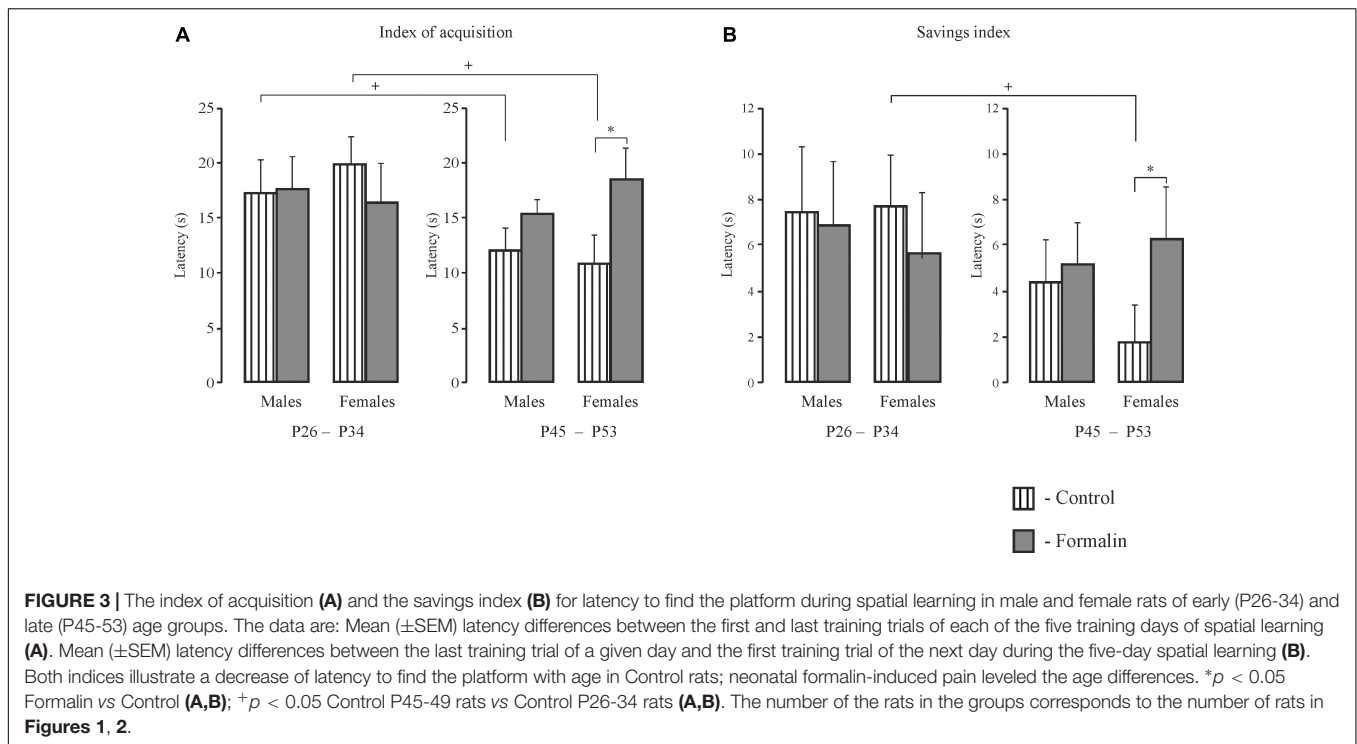 A Index of acquisition
B Savings index
+
+
+
25
20
15
10
5
0
Latency (s)
Males Females
P26 – P34
25
20
15
10
5
0
Latency (s)
*
Males Females
P45 – P53
12
10
8
6
4
2
0
Latency (s)
Males Females
P26 – P34
12
10
8
6
4
2
0
Latency (s)
*
Males Females
P45 – P53
- Control
- Formalin
FIGURE 3 | The index of acquisition (A) and the savings index (B) for latency to find the platform during spatial learning in male and female rats of early (P26-34) and
late (P45-53) age groups. The data are: Mean (±SEM) latency differences between the first and last training trials of each of the five training days of spatial learning
(A). Mean (±SEM) latency differences between the last training trial of a given day and the first training trial of the next day during the five-day spatial learning (B).
Both indices illustrate a decrease of latency to find the platform with age in Control rats; neonatal formalin-induced pain leveled the age differences. *p < 0.05
Formalin vs Control (A,B); +p < 0.05 Control P45-49 rats vs Control P26-34 rats (A,B). The number of the rats in the groups corresponds to the number of rats in
Figures 1, 2.